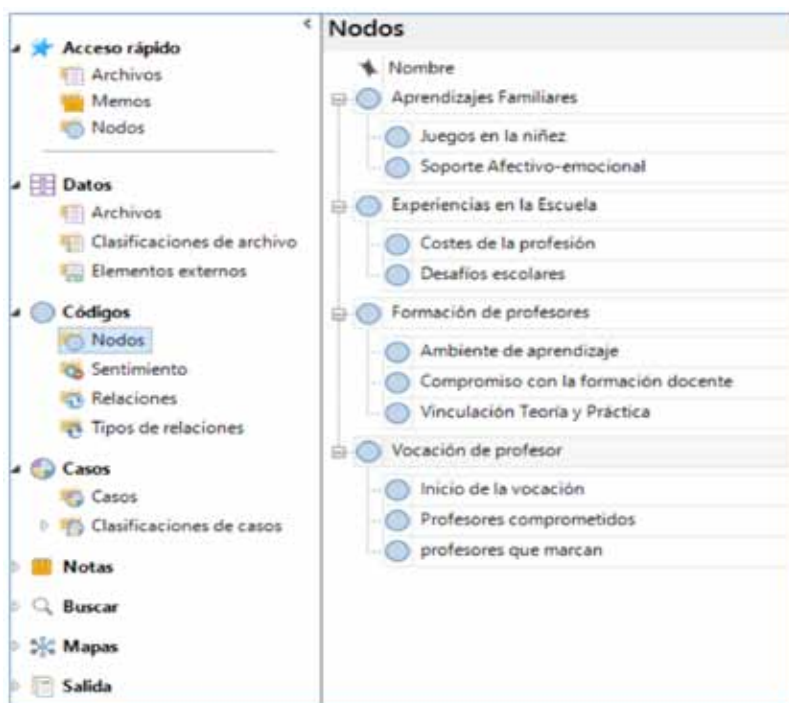 Acceso rápido
Archivos
Memos
Nodos
Datos
Archivos
Clasificaciones de archivo
Elementos externos
Códigos
Nodos
Sentimiento
Relaciones
Tipos de relaciones
Casos
Casos
Clasificaciones de casos
Notas
Buscar
Mapas
Salida
Nodos
Nombre
Aprendizajes Familiares
Juegos en la niñez
Soporte Afectivo-emocional
Experiencias en la Escuela
Costes de la profesión
Desafíos escolares
Formación de profesores
Ambiente de aprendizaje
Compromiso con la formación docente
Vinculación Teoría y Práctica
Vocación de profesor
Inicio de la vocación
Profesores comprometidos
profesores que marcan